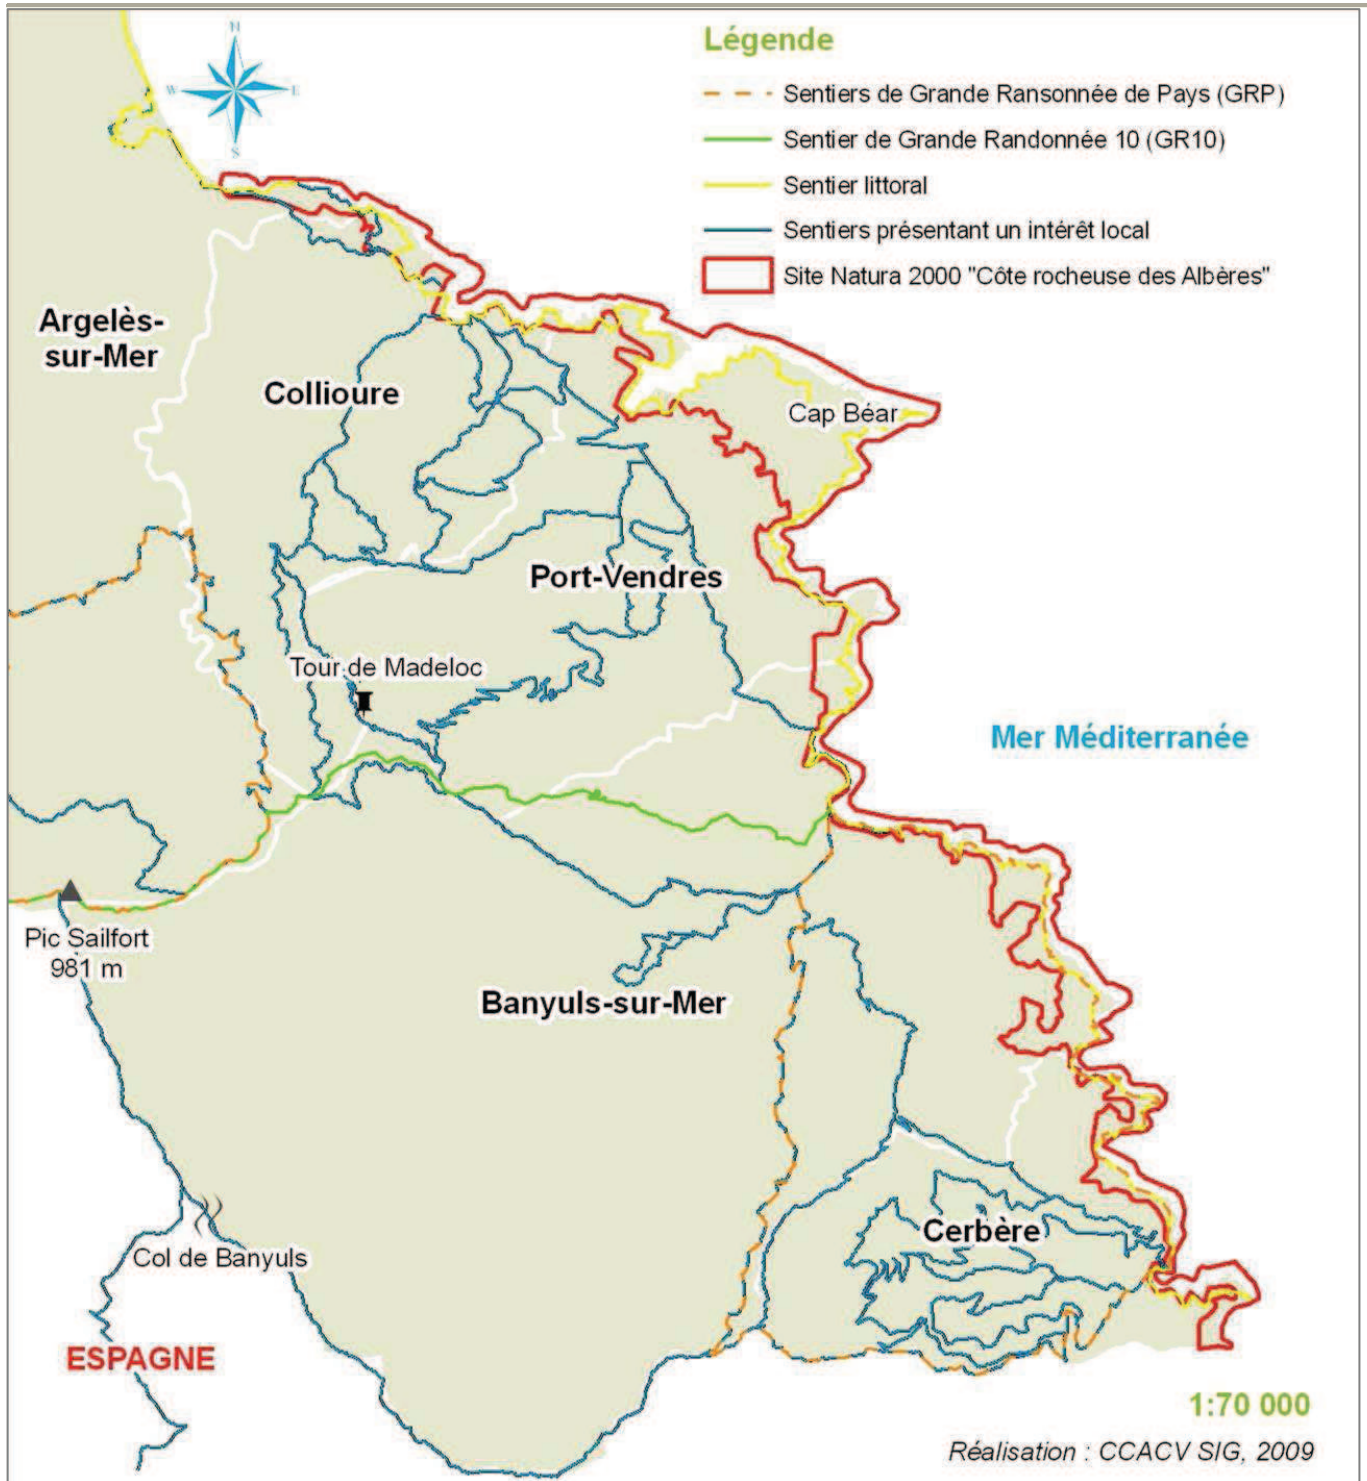 N
W
E
S
Légende
Sentiers de Grande Ransonnée de Pays (GRP)
Sentier de Grande Randonnée 10 (GR10)
Sentier littoral
Sentiers présentant un intérêt local
Site Natura 2000 "Côte rocheuse des Albères"
Argelès-
sur-Mer
Collioure
Cap Béar
Port-Vendres
Tour de Madeloc
Mer Méditerranée
Pic Sailfort
981 m
Banyuls-sur-Mer
Cerbère
Col de Banyuls
ESPAGNE
1:70 000
Réalisation : CCACV SIG, 2009